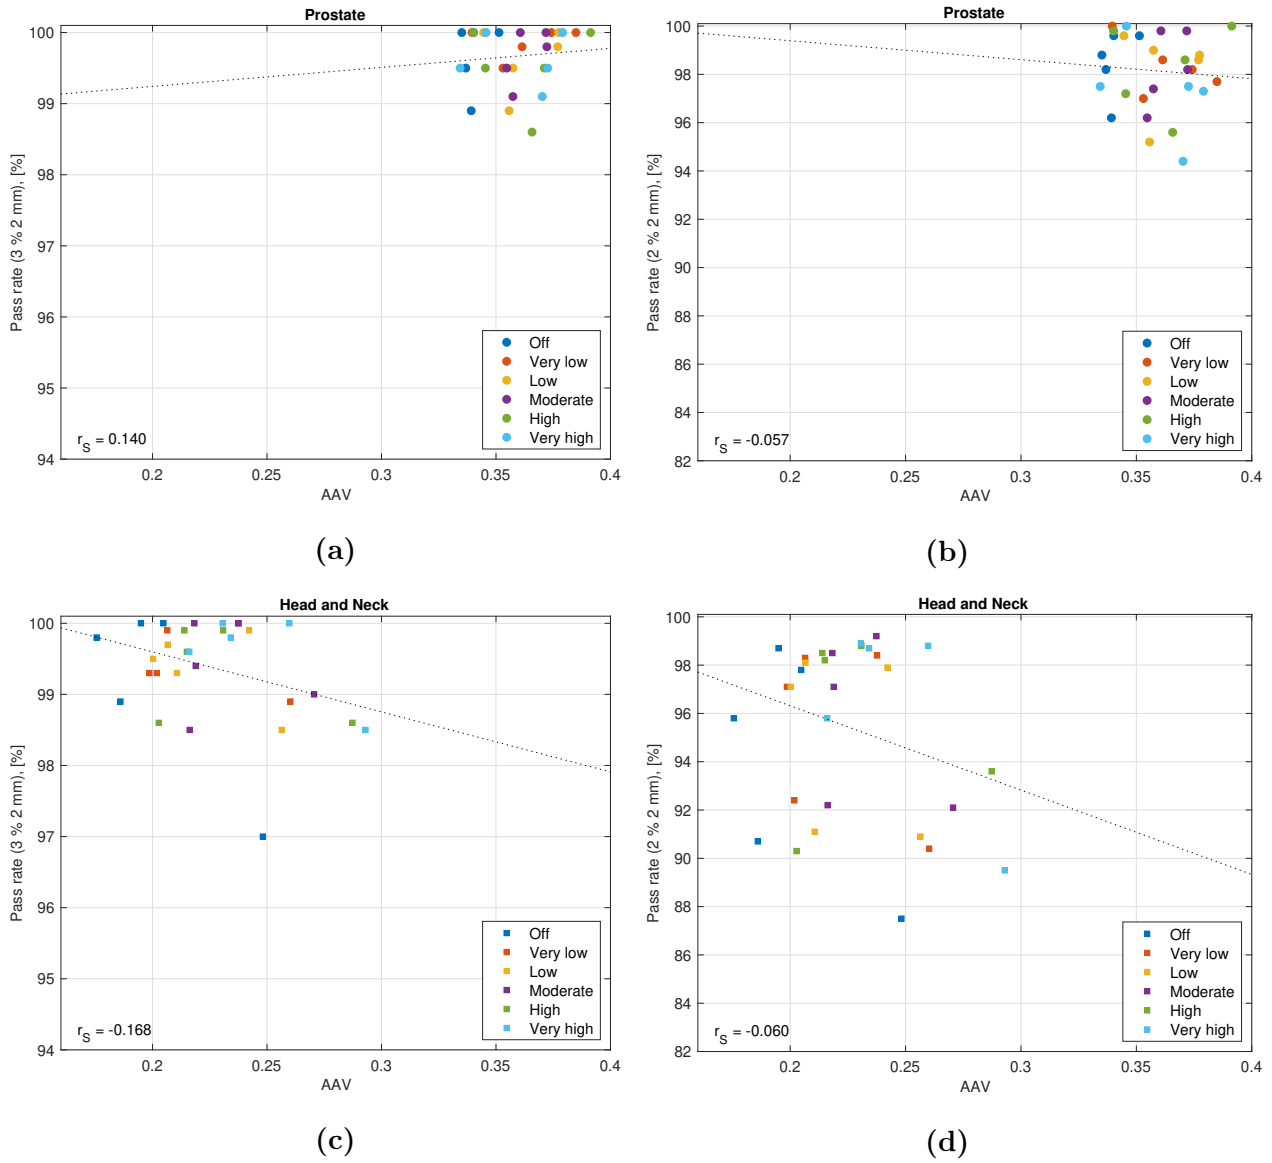 Prostate
100
99
98
97
96
95
94
Pass rate (3 % 2 mm), [%]
0.2
0.25
0.3
0.35
0.4
AAV
r_S = 0.140
Off
Very low
Low
Moderate
High
Very high
(a)
Prostate
100
98
96
94
92
90
88
86
84
82
Pass rate (2 % 2 mm), [%]
0.2
0.25
0.3
0.35
0.4
AAV
r_S = -0.057
Off
Very low
Low
Moderate
High
Very high
(b)
Head and Neck
100
99
98
97
96
95
94
Pass rate (3 % 2 mm), [%]
0.2
0.25
0.3
0.35
0.4
AAV
r_S = -0.168
Off
Very low
Low
Moderate
High
Very high
(c)
Head and Neck
100
98
96
94
92
90
88
86
84
82
Pass rate (2 % 2 mm), [%]
0.2
0.25
0.3
0.35
0.4
AAV
r_S = -0.060
Off
Very low
Low
Moderate
High
Very high
(d)